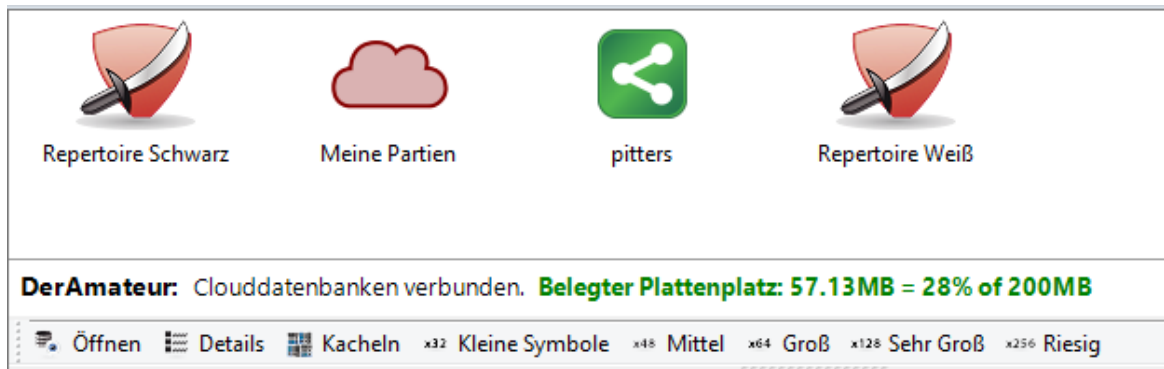 Repertoire Schwarz Meine Partien pitters Repertoire Weiß
DerAmateur: Clouddatenbanken verbunden. Belegter Plattenplatz: 57.13MB = 28% of 200MB
Öffnen Details Kacheln x32 Kleine Symbole x48 Mittel x64 Groß x128 Sehr Groß x256 Riesig